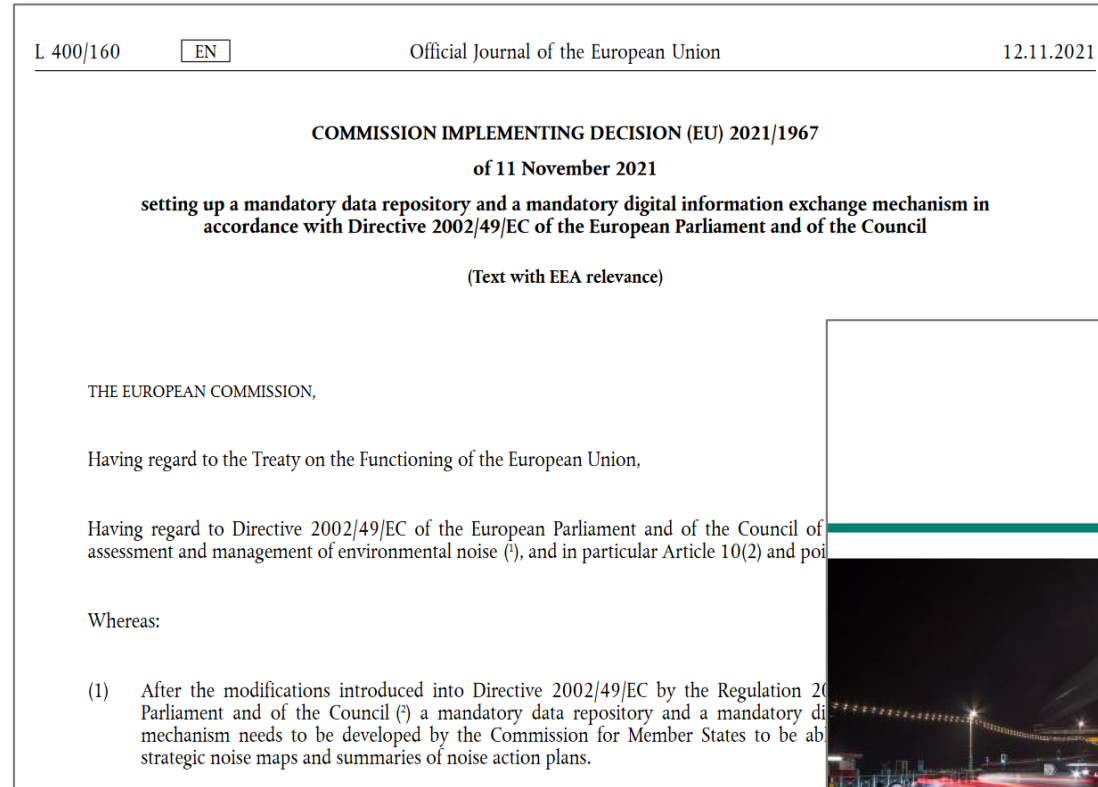 L 400/160 EN Official Journal of the European Union 12.11.2021
COMMISSION IMPLEMENTING DECISION (EU) 2021/1967
of 11 November 2021
setting up a mandatory data repository and a mandatory digital information exchange mechanism in
accordance with Directive 2002/49/EC of the European Parliament and of the Council
(Text with EEA relevance)
THE EUROPEAN COMMISSION,
Having regard to the Treaty on the Functioning of the European Union,
Having regard to Directive 2002/49/EC of the European Parliament and of the Council of
assessment and management of environmental noise (¹), and in particular Article 10(2) and poi
Whereas:
(1) After the modifications introduced into Directive 2002/49/EC by the Regulation 20
Parliament and of the Council (²) a mandatory data repository and a mandatory di
mechanism needs to be developed by the Commission for Member States to be ab
strategic noise maps and summaries of noise action plans.